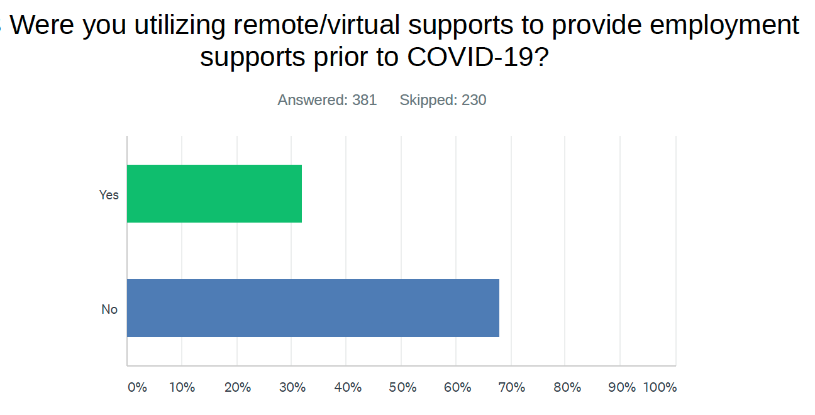 Were you utilizing remote/virtual supports to provide employment
supports prior to COVID-19?
Answered: 381 Skipped: 230
Yes
No
0% 10% 20% 30% 40% 50% 60% 70% 80% 90% 100%